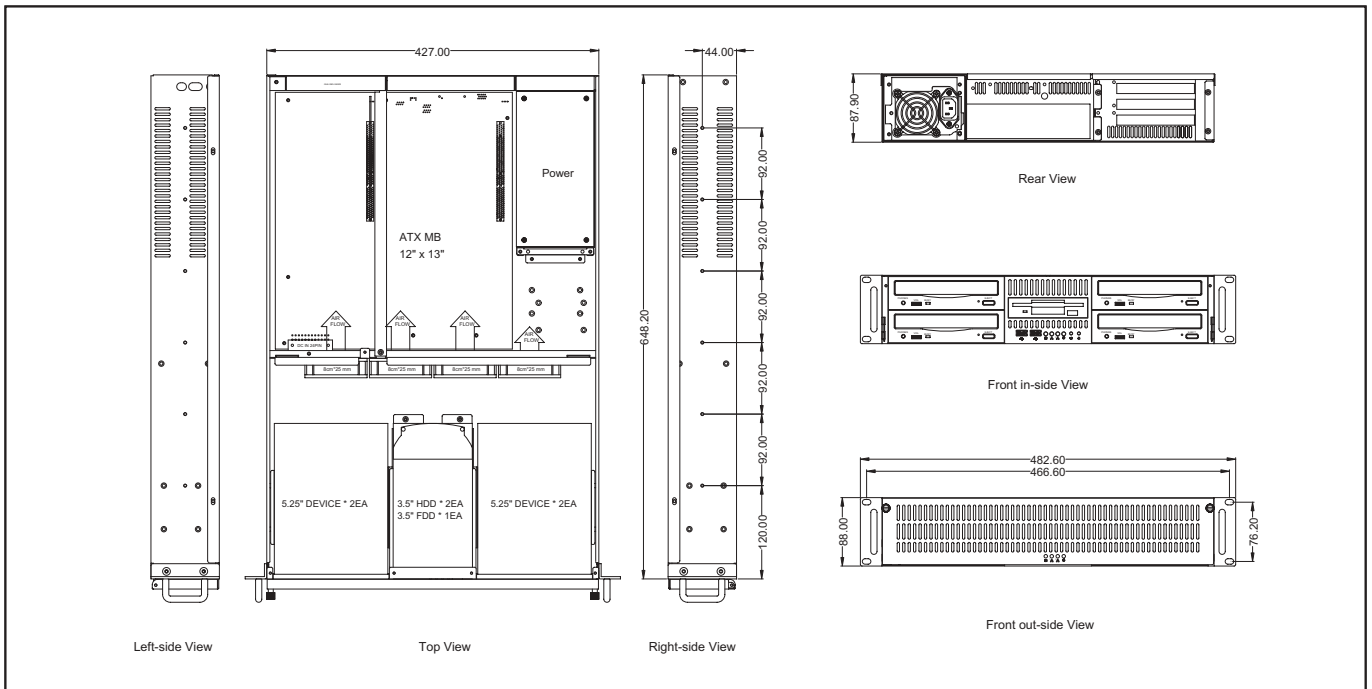 427.00
44.00
648.20
92.00
92.00
92.00
92.00
92.00
120.00
Power
ATX MB
12" x 13"
AIR
FLOW
AIR
FLOW
AIR
FLOW
AIR
FLOW
DC IN 24PIN
8cm*25 mm
8cm*25 mm
8cm*25 mm
8cm*25 mm
5.25" DEVICE * 2EA
3.5" HDD * 2EA
3.5" FDD * 1EA
5.25" DEVICE * 2EA
Left-side View
Top View
Right-side View
87.90
Rear View
Front in-side View
482.60
466.60
88.00
76.20
Front out-side View